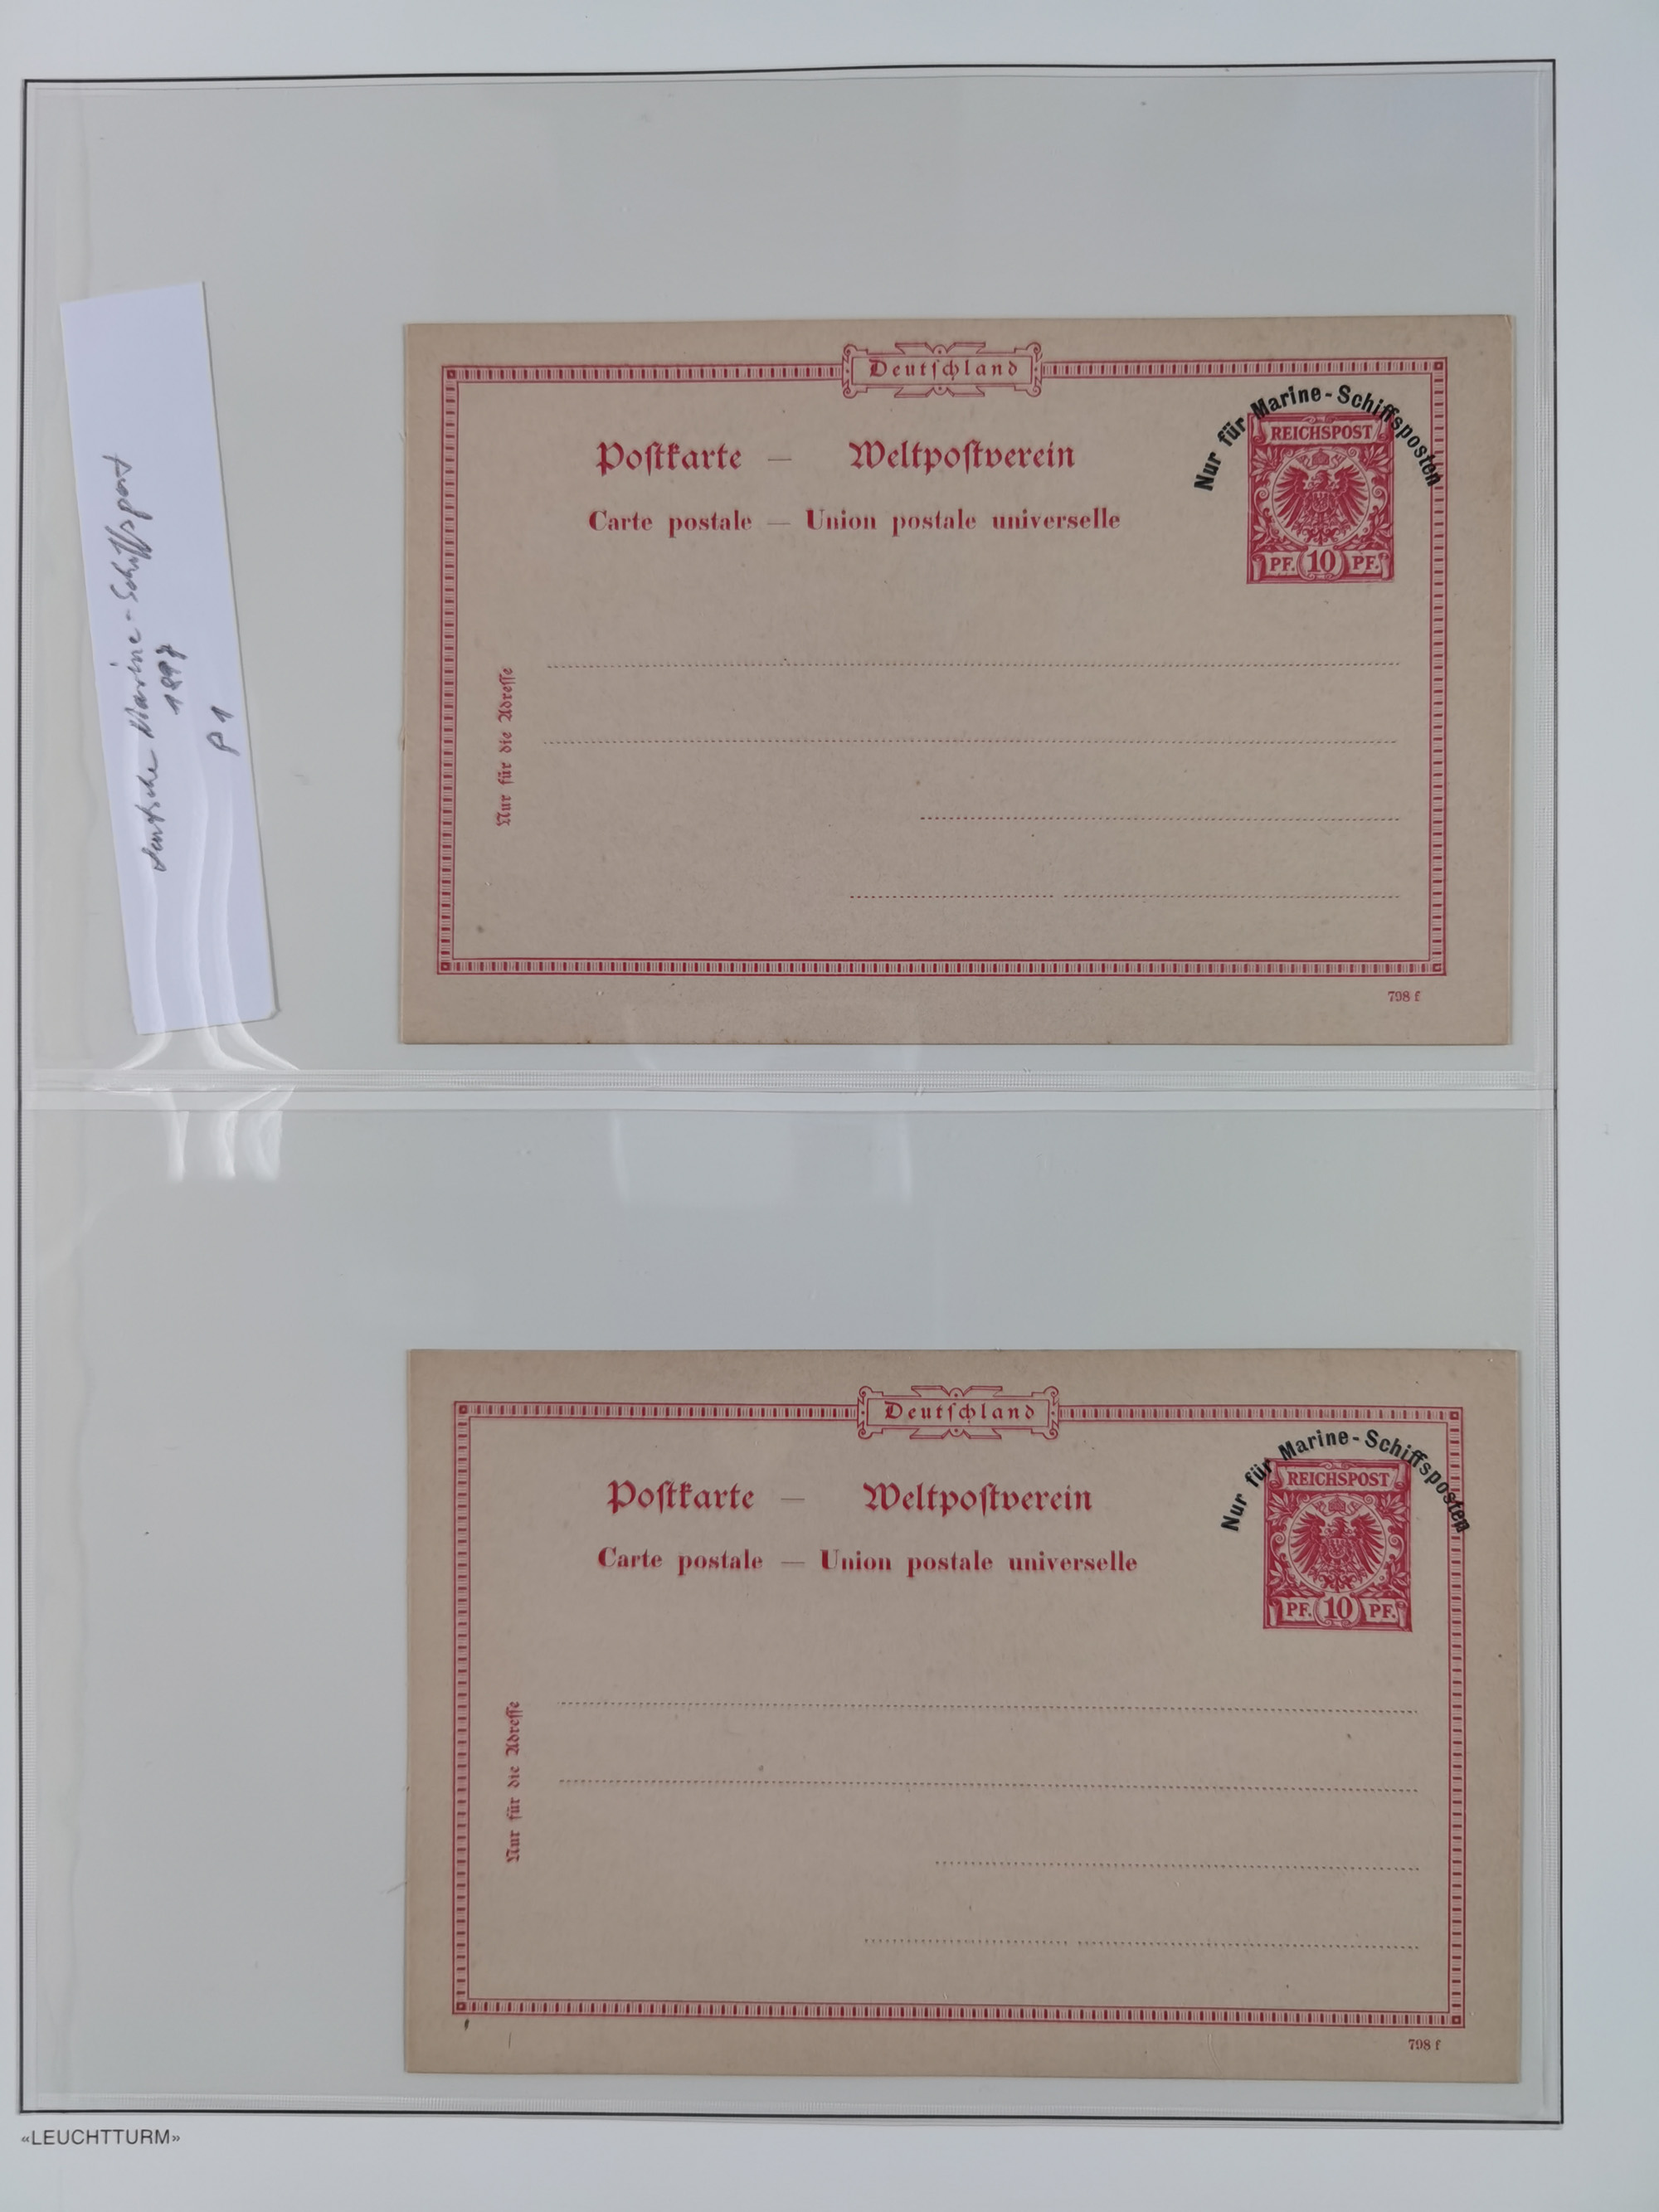 deutsche Marine-Schiffspost
1897
P1
Deutschland
Nur für Marine-Schiffsposten
REICHSPOST
Postkarte — Weltpostverein
Carte postale — Union postale universelle
PF. 10 PF.
Nur für die Adresse
798 f
Deutschland
Nur für Marine-Schiffsposten
REICHSPOST
Postkarte — Weltpostverein
Carte postale — Union postale universelle
PF. 10 PF.
Nur für die Adresse
798 f
«LEUCHTTURM»